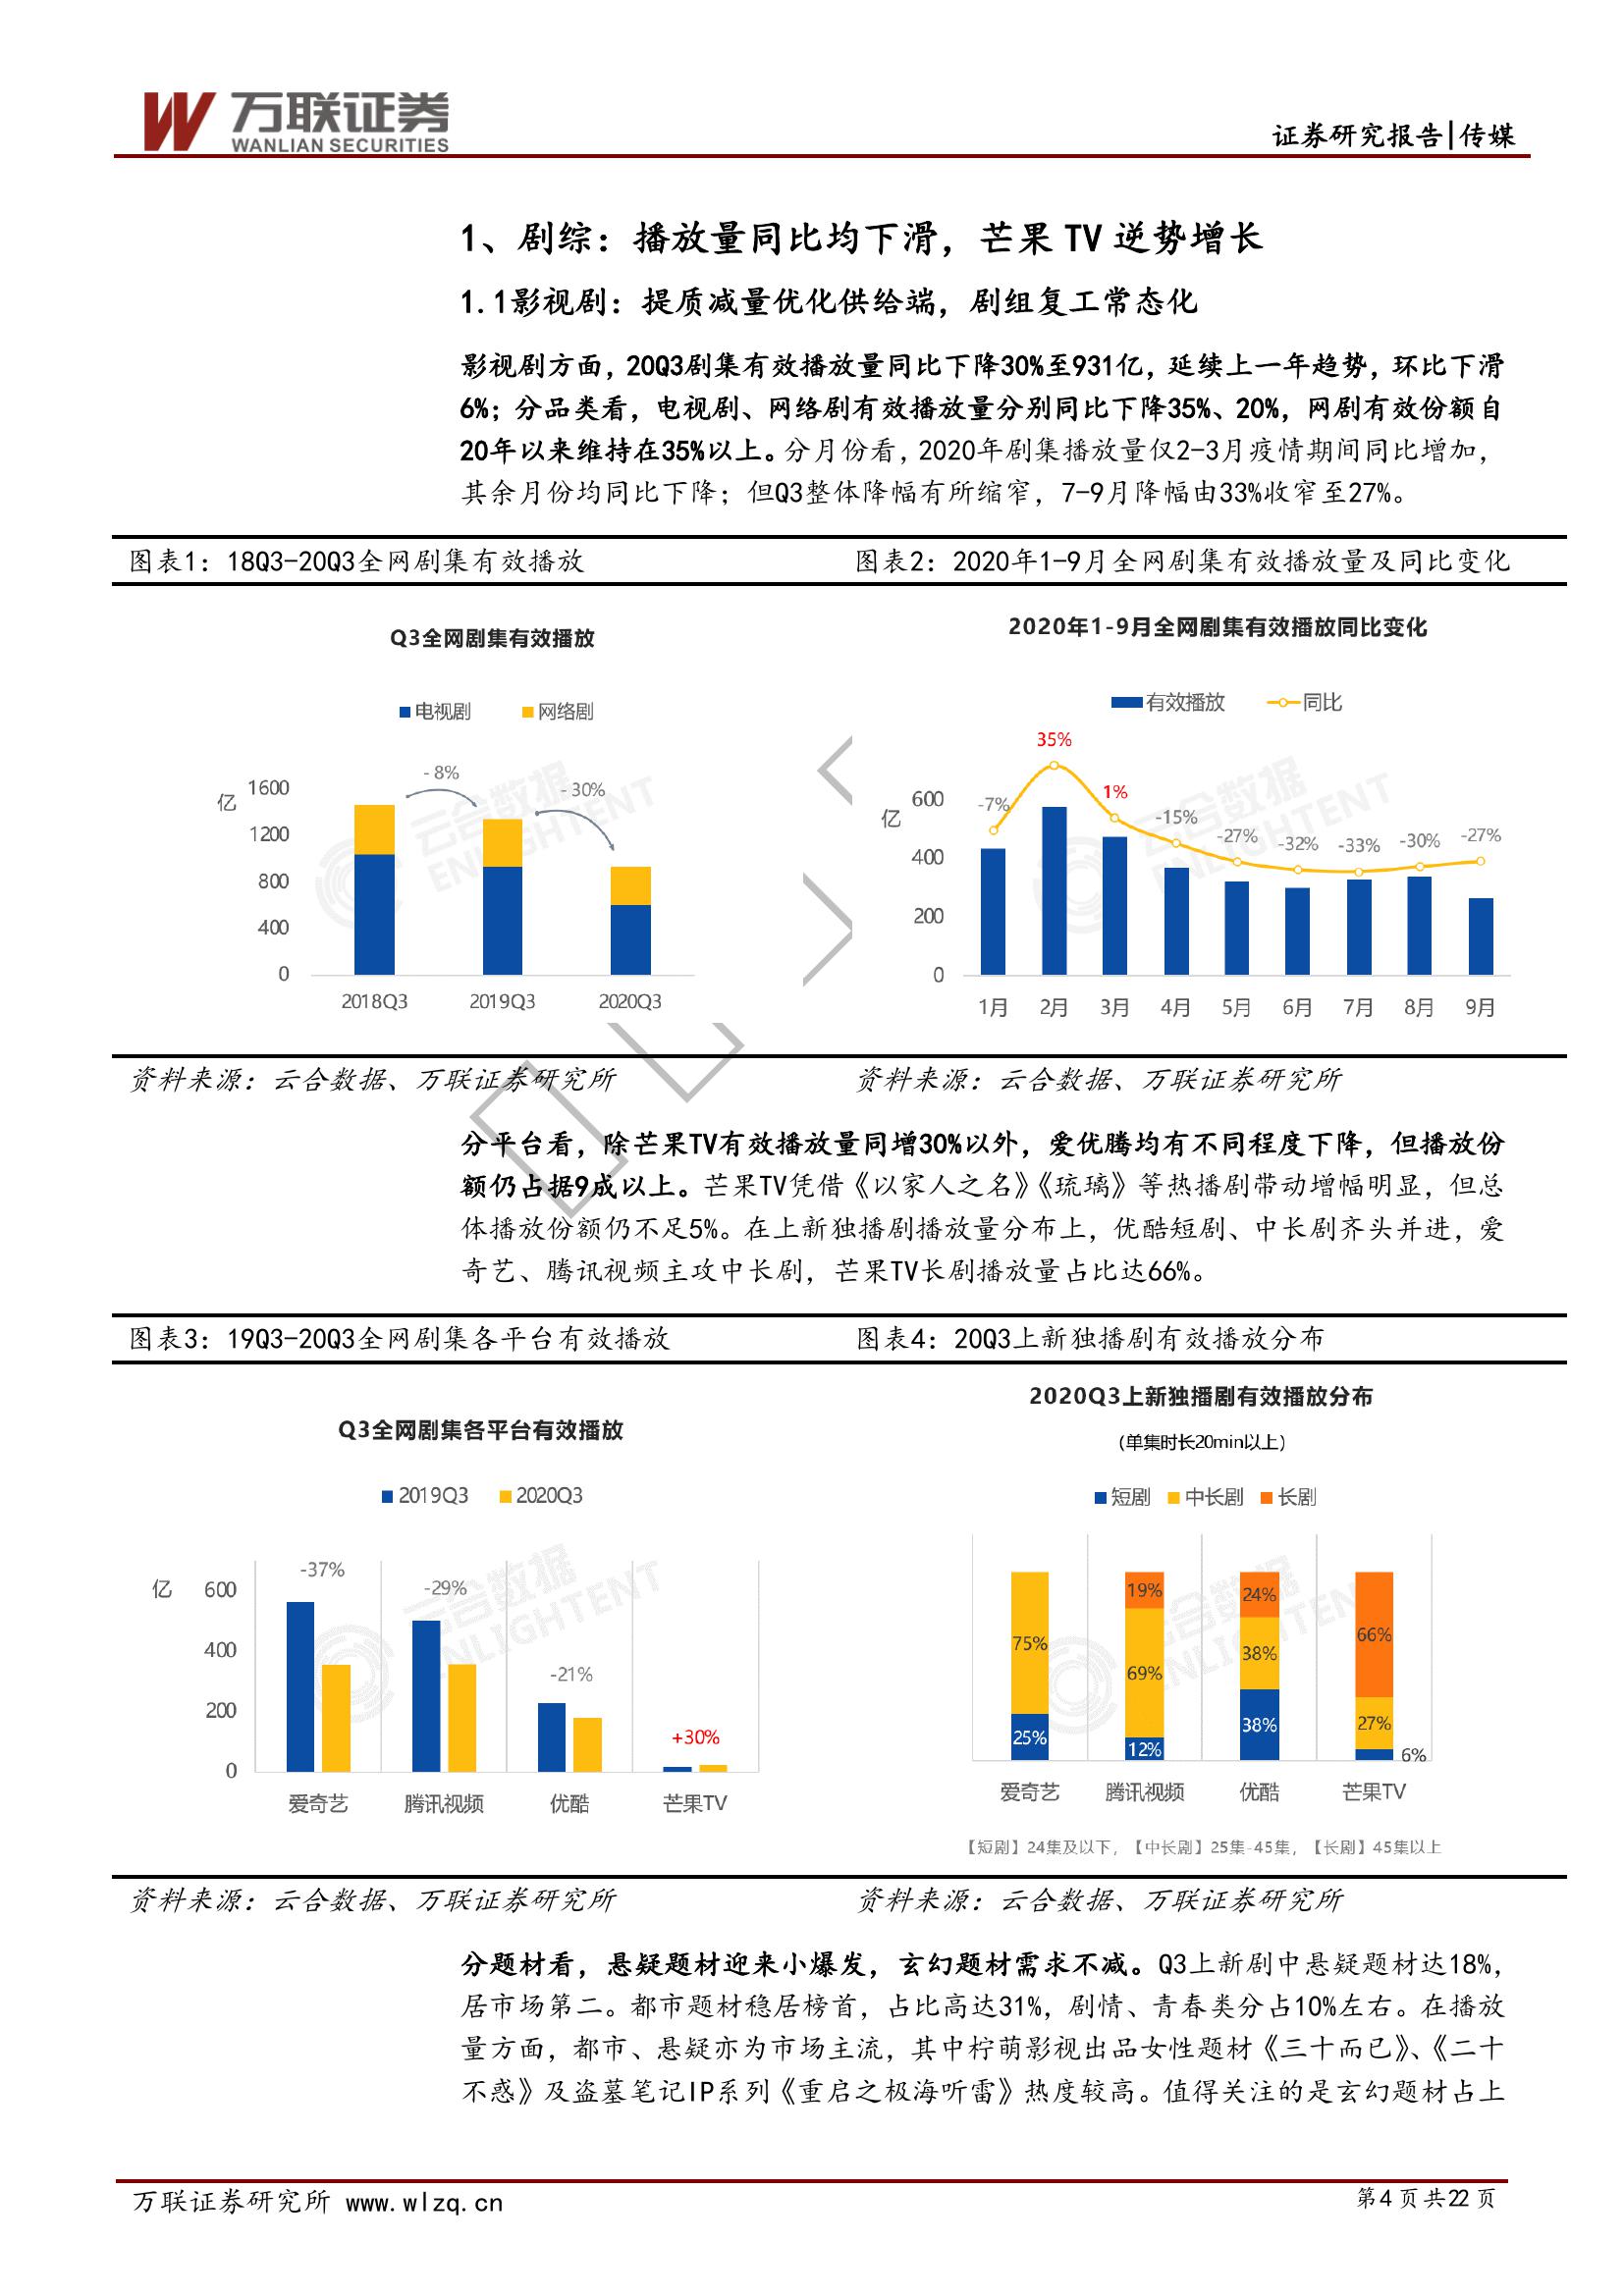 万联证券
WANLIAN SECURITIES
证券研究报告|传媒
1、剧综：播放量同比均下滑，芒果 TV 逆势增长
1.1影视剧：提质减量优化供给端，剧组复工常态化
影视剧方面，20Q3剧集有效播放量同比下降30%至931亿，延续上一年趋势，环比下滑
6%；分品类看，电视剧、网络剧有效播放量分别同比下降35%、20%，网剧有效份额自
20年以来维持在35%以上。分月份看，2020年剧集播放量仅2-3月疫情期间同比增加，
其余月份均同比下降；但Q3整体降幅有所缩窄，7-9月降幅由33%收窄至27%。
图表1：18Q3-20Q3全网剧集有效播放
Q3全网剧集有效播放
电视剧 网络剧
亿
1600
1200
800
400
0
- 8%
- 30%
云合数据
ENLIGHTENT
2018Q3 2019Q3 2020Q3
资料来源：云合数据、万联证券研究所
图表2：2020年1-9月全网剧集有效播放量及同比变化
2020年1-9月全网剧集有效播放同比变化
有效播放 同比
亿
600
400
200
0
-7% 35% 1% -15% -27% -32% -33% -30% -27%
云合数据
ENLIGHTENT
1月 2月 3月 4月 5月 6月 7月 8月 9月
资料来源：云合数据、万联证券研究所
分平台看，除芒果TV有效播放量同增30%以外，爱优腾均有不同程度下降，但播放份
额仍占据9成以上。芒果TV凭借《以家人之名》《琉璃》等热播剧带动增幅明显，但总
体播放份额仍不足5%。在上新独播剧播放量分布上，优酷短剧、中长剧齐头并进，爱
奇艺、腾讯视频主攻中长剧，芒果TV长剧播放量占比达66%。
图表3：19Q3-20Q3全网剧集各平台有效播放
Q3全网剧集各平台有效播放
2019Q3 2020Q3
亿
600
400
200
0
-37% -29% -21% +30%
云合数据
ENLIGHTENT
爱奇艺 腾讯视频 优酷 芒果TV
资料来源：云合数据、万联证券研究所
图表4：20Q3上新独播剧有效播放分布
2020Q3上新独播剧有效播放分布
（单集时长20min以上）
短剧 中长剧 长剧
19% 24% 66%
75% 69% 38% 27%
25% 12% 38% 6%
云合数据
ENLIGHTENT
爱奇艺 腾讯视频 优酷 芒果TV
【短剧】24集及以下，【中长剧】25集-45集，【长剧】45集以上
资料来源：云合数据、万联证券研究所
分题材看，悬疑题材迎来小爆发，玄幻题材需求不减。Q3上新剧中悬疑题材达18%，
居市场第二。都市题材稳居榜首，占比高达31%，剧情、青春类分占10%左右。在播放
量方面，都市、悬疑亦为市场主流，其中柠萌影视出品女性题材《三十而已》、《二十
不惑》及盗墓笔记IP系列《重启之极海听雷》热度较高。值得关注的是玄幻题材占上
万联证券研究所 www.wlzq.cn
第 4 页 共 22 页